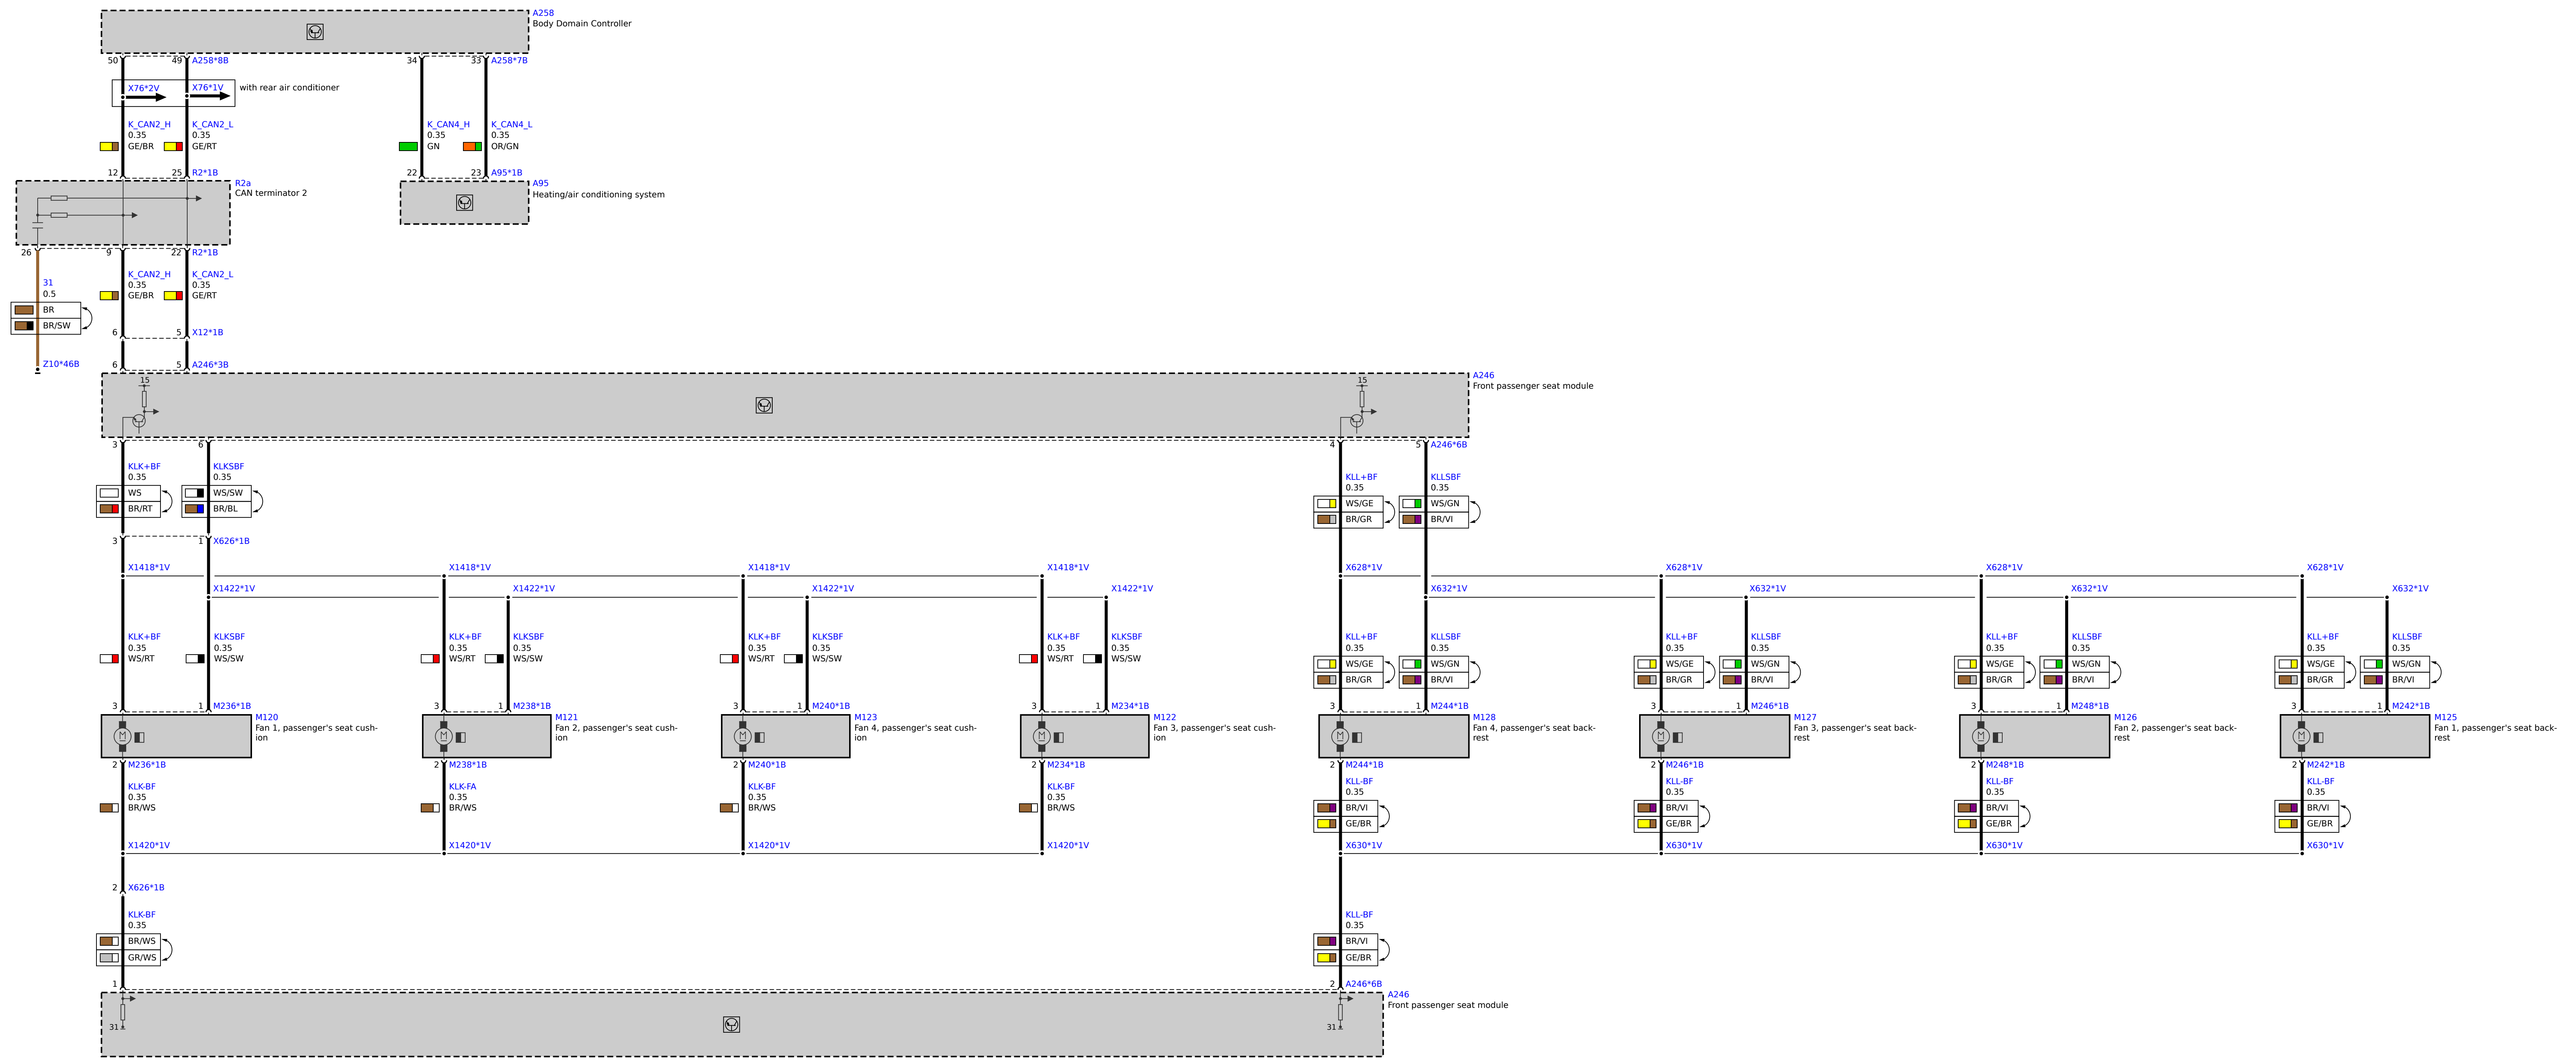 A258
Body Domain Controller
50
49
A258*8B
34
33
A258*7B
X76*2V
X76*1V
with rear air conditioner
K_CAN2_H
0.35
GE/BR
K_CAN2_L
0.35
GE/RT
K_CAN4_H
0.35
GN
K_CAN4_L
0.35
OR/GN
12
25
R2*1B
22
23
A95*1B
R2a
CAN terminator 2
A95
Heating/air conditioning system
26
9
22
R2*1B
31
0.5
BR
BR/SW
K_CAN2_H
0.35
GE/BR
K_CAN2_L
0.35
GE/RT
6
5
X12*1B
Z10*46B
6
5
A246*3B
15
15
A246
Front passenger seat module
3
6
4
5
A246*6B
KLK+BF
0.35
WS
BR/RT
KLKSBF
0.35
WS/SW
BR/BL
KLL+BF
0.35
WS/GE
BR/GR
KLLSBF
0.35
WS/GN
BR/VI
3
1
X626*1B
X1418*1V
X1418*1V
X1418*1V
X1418*1V
X628*1V
X628*1V
X628*1V
X628*1V
X1422*1V
X1422*1V
X1422*1V
X1422*1V
X632*1V
X632*1V
X632*1V
X632*1V
KLK+BF
0.35
WS/RT
KLKSBF
0.35
WS/SW
KLK+BF
0.35
WS/RT
KLKSBF
0.35
WS/SW
KLK+BF
0.35
WS/RT
KLKSBF
0.35
WS/SW
KLK+BF
0.35
WS/RT
KLKSBF
0.35
WS/SW
KLL+BF
0.35
WS/GE
BR/GR
KLLSBF
0.35
WS/GN
BR/VI
KLL+BF
0.35
WS/GE
BR/GR
KLLSBF
0.35
WS/GN
BR/VI
KLL+BF
0.35
WS/GE
BR/GR
KLLSBF
0.35
WS/GN
BR/VI
KLL+BF
0.35
WS/GE
BR/GR
KLLSBF
0.35
WS/GN
BR/VI
3
1
M236*1B
3
1
M238*1B
3
1
M240*1B
3
1
M234*1B
3
1
M244*1B
3
1
M246*1B
3
1
M248*1B
3
1
M242*1B
M
M120
Fan 1, passenger's seat cush-
ion
M
M121
Fan 2, passenger's seat cush-
ion
M
M123
Fan 4, passenger's seat cush-
ion
M
M122
Fan 3, passenger's seat cush-
ion
M
M128
Fan 4, passenger's seat back-
rest
M
M127
Fan 3, passenger's seat back-
rest
M
M126
Fan 2, passenger's seat back-
rest
M
M125
Fan 1, passenger's seat back-
rest
2
M236*1B
2
M238*1B
2
M240*1B
2
M234*1B
2
M244*1B
2
M246*1B
2
M248*1B
2
M242*1B
KLK-BF
0.35
BR/WS
KLK-FA
0.35
BR/WS
KLK-BF
0.35
BR/WS
KLK-BF
0.35
BR/WS
KLL-BF
0.35
BR/VI
GE/BR
KLL-BF
0.35
BR/VI
GE/BR
KLL-BF
0.35
BR/VI
GE/BR
KLL-BF
0.35
BR/VI
GE/BR
X1420*1V
X1420*1V
X1420*1V
X1420*1V
X630*1V
X630*1V
X630*1V
X630*1V
2
X626*1B
KLK-BF
0.35
BR/WS
GR/WS
KLL-BF
0.35
BR/VI
GE/BR
1
2
A246*6B
A246
Front passenger seat module
31
31